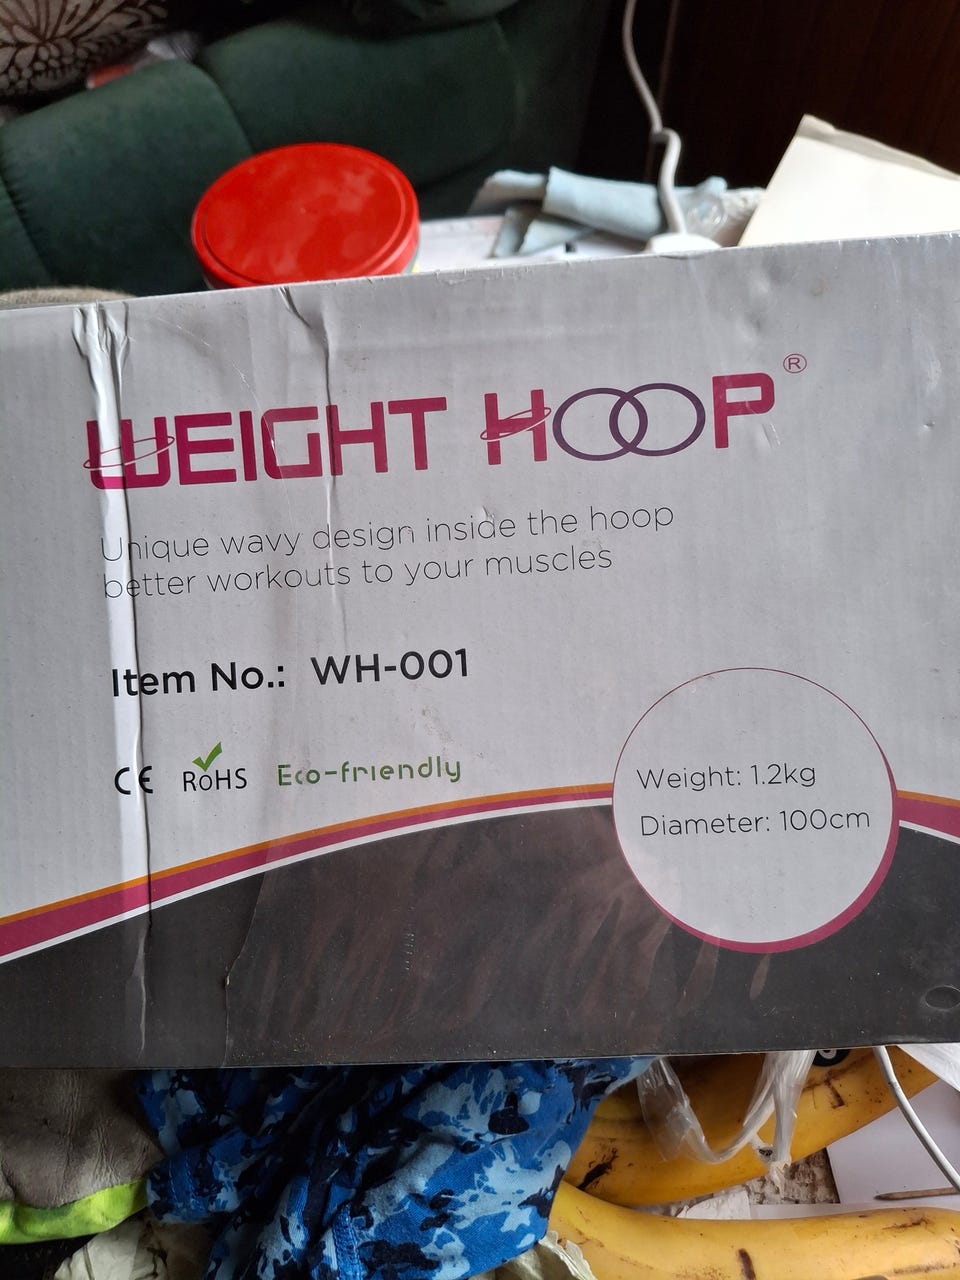 WEIGHT HOOP®
Unique wavy design inside the hoop
better workouts to your muscles
Item No.: WH-001
CE RoHS Eco-friendly
Weight: 1.2kg
Diameter: 100cm